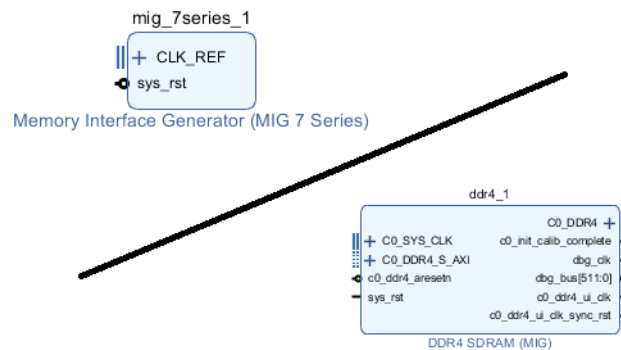 mig_7series_1
CLK_REF
sys_rst
Memory Interface Generator (MIG 7 Series)
ddr4_1
C0_DDR4
C0_SYS_CLK c0_init_calib_complete
C0_DDR4_S_AXI dbg_clk
c0_ddr4_aresetn dbg_bus[511:0]
sys_rst c0_ddr4_ui_clk
c0_ddr4_ui_clk_sync_rst
DDR4 SDRAM (MIG)